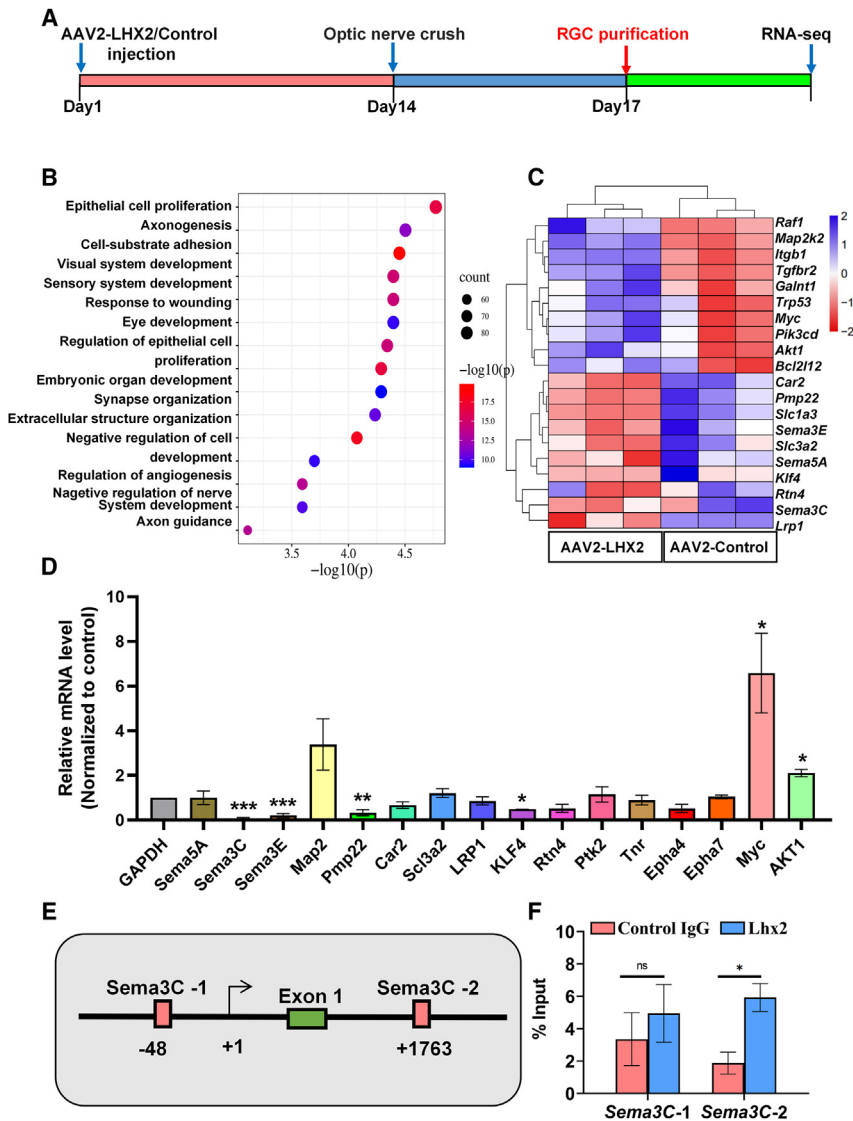 A
AAV2-LHX2/Control
injection
Optic nerve crush
RGC purification
RNA-seq
Day1
Day14
Day17
B
Epithelial cell proliferation
Axonogenesis
Cell-substrate adhesion
Visual system development
Sensory system development
Response to wounding
Eye development
Regulation of epithelial cell
proliferation
Embryonic organ development
Synapse organization
Extracellular structure organization
Negative regulation of cell
development
Regulation of angiogenesis
Nagetive regulation of nerve
System development
Axon guidance
3.5 4.0 4.5
−log10(p)
count
60
70
80
−log10(p)
17.5
15.0
12.5
10.0
C
Raf1
Map2k2
Itgb1
Tgfbr2
Galnt1
Trp53
Myc
Pik3cd
Akt1
Bcl2l12
Car2
Pmp22
Slc1a3
Sema3E
Slc3a2
Sema5A
Klf4
Rtn4
Sema3C
Lrp1
2
1
0
−1
−2
AAV2-LHX2 AAV2-Control
D
Relative mRNA level
(Normalized to control)
10
8
6
4
2
0
*** *** ** * * *
GAPDH Sema5A Sema3C Sema3E Map2 Pmp22 Car2 Scl3a2 LRP1 KLF4 Rtn4 Ptk2 Tnr Epha4 Epha7 Myc AKT1
E
Sema3C -1
Exon 1
Sema3C -2
-48
+1
+1763
F
Control IgG Lhx2
% Input
10
8
6
4
2
0
ns *
Sema3C-1 Sema3C-2